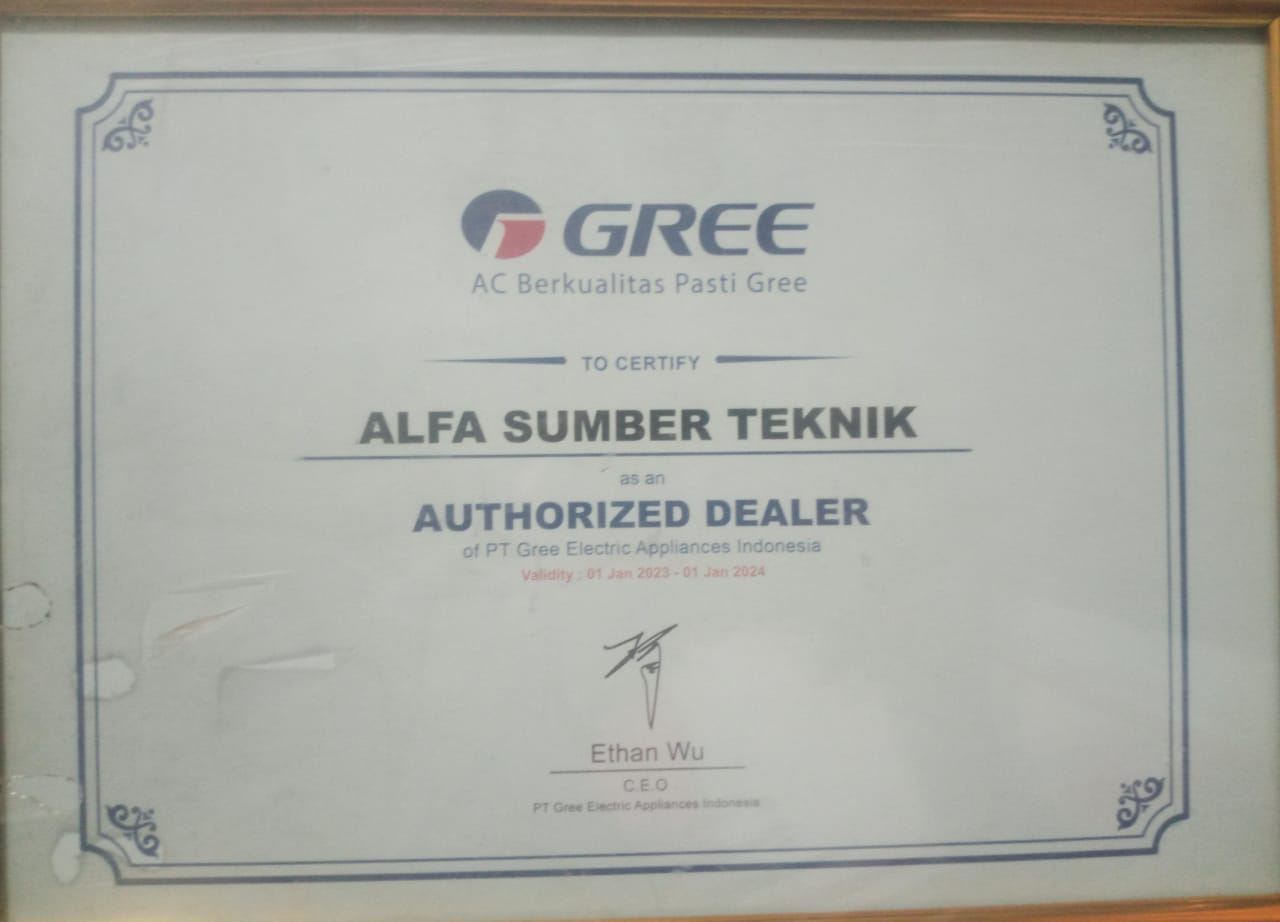 GREE
AC Berkualitas Pasti Gree
TO CERTIFY
ALFA SUMBER TEKNIK
as an
AUTHORIZED DEALER
of PT Gree Electric Appliances Indonesia
Validity : 01 Jan 2023 - 01 Jan 2024
Ethan Wu
C.E.O
PT Gree Electric Appliances Indonesia